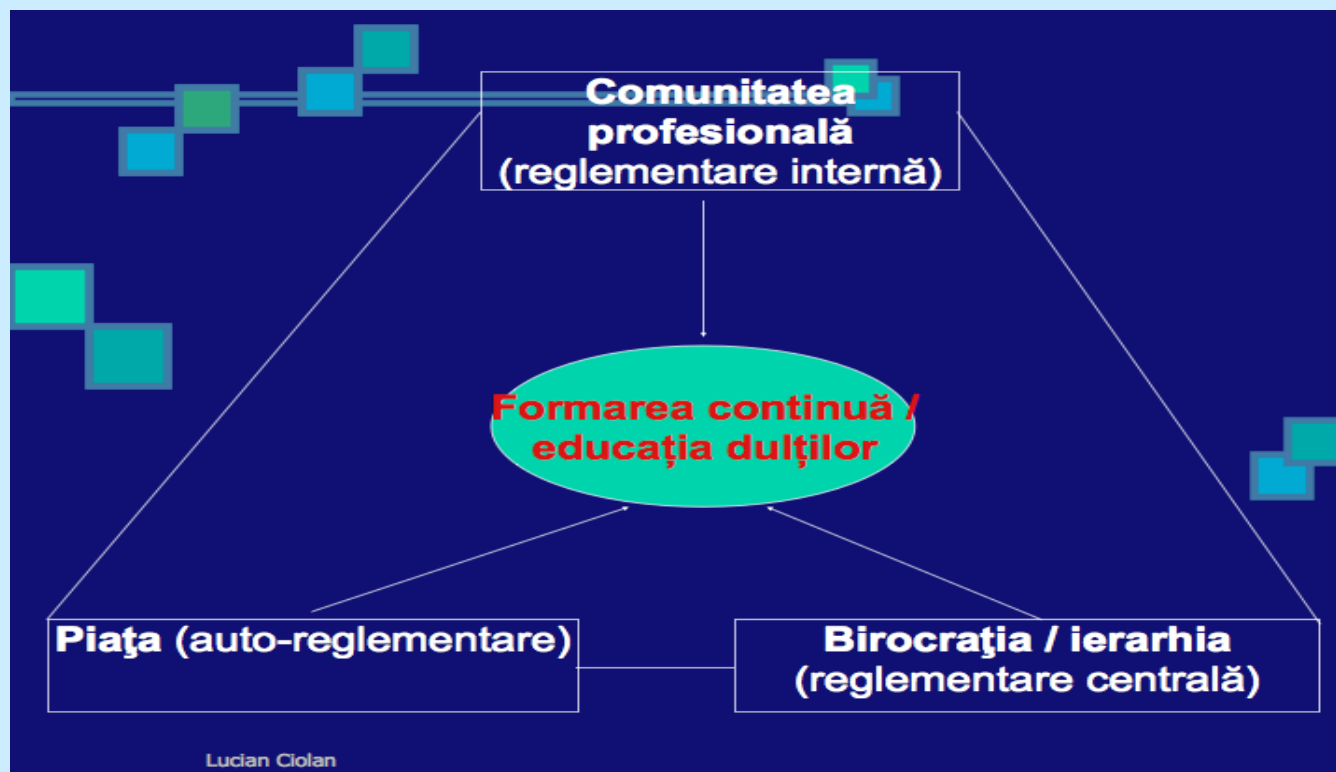 Comunitatea
profesională
(reglementare internă)
Formarea continuă /
educația dulților
Piaţa (auto-reglementare)
Birocraţia / ierarhia
(reglementare centrală)
Lucian Ciolan